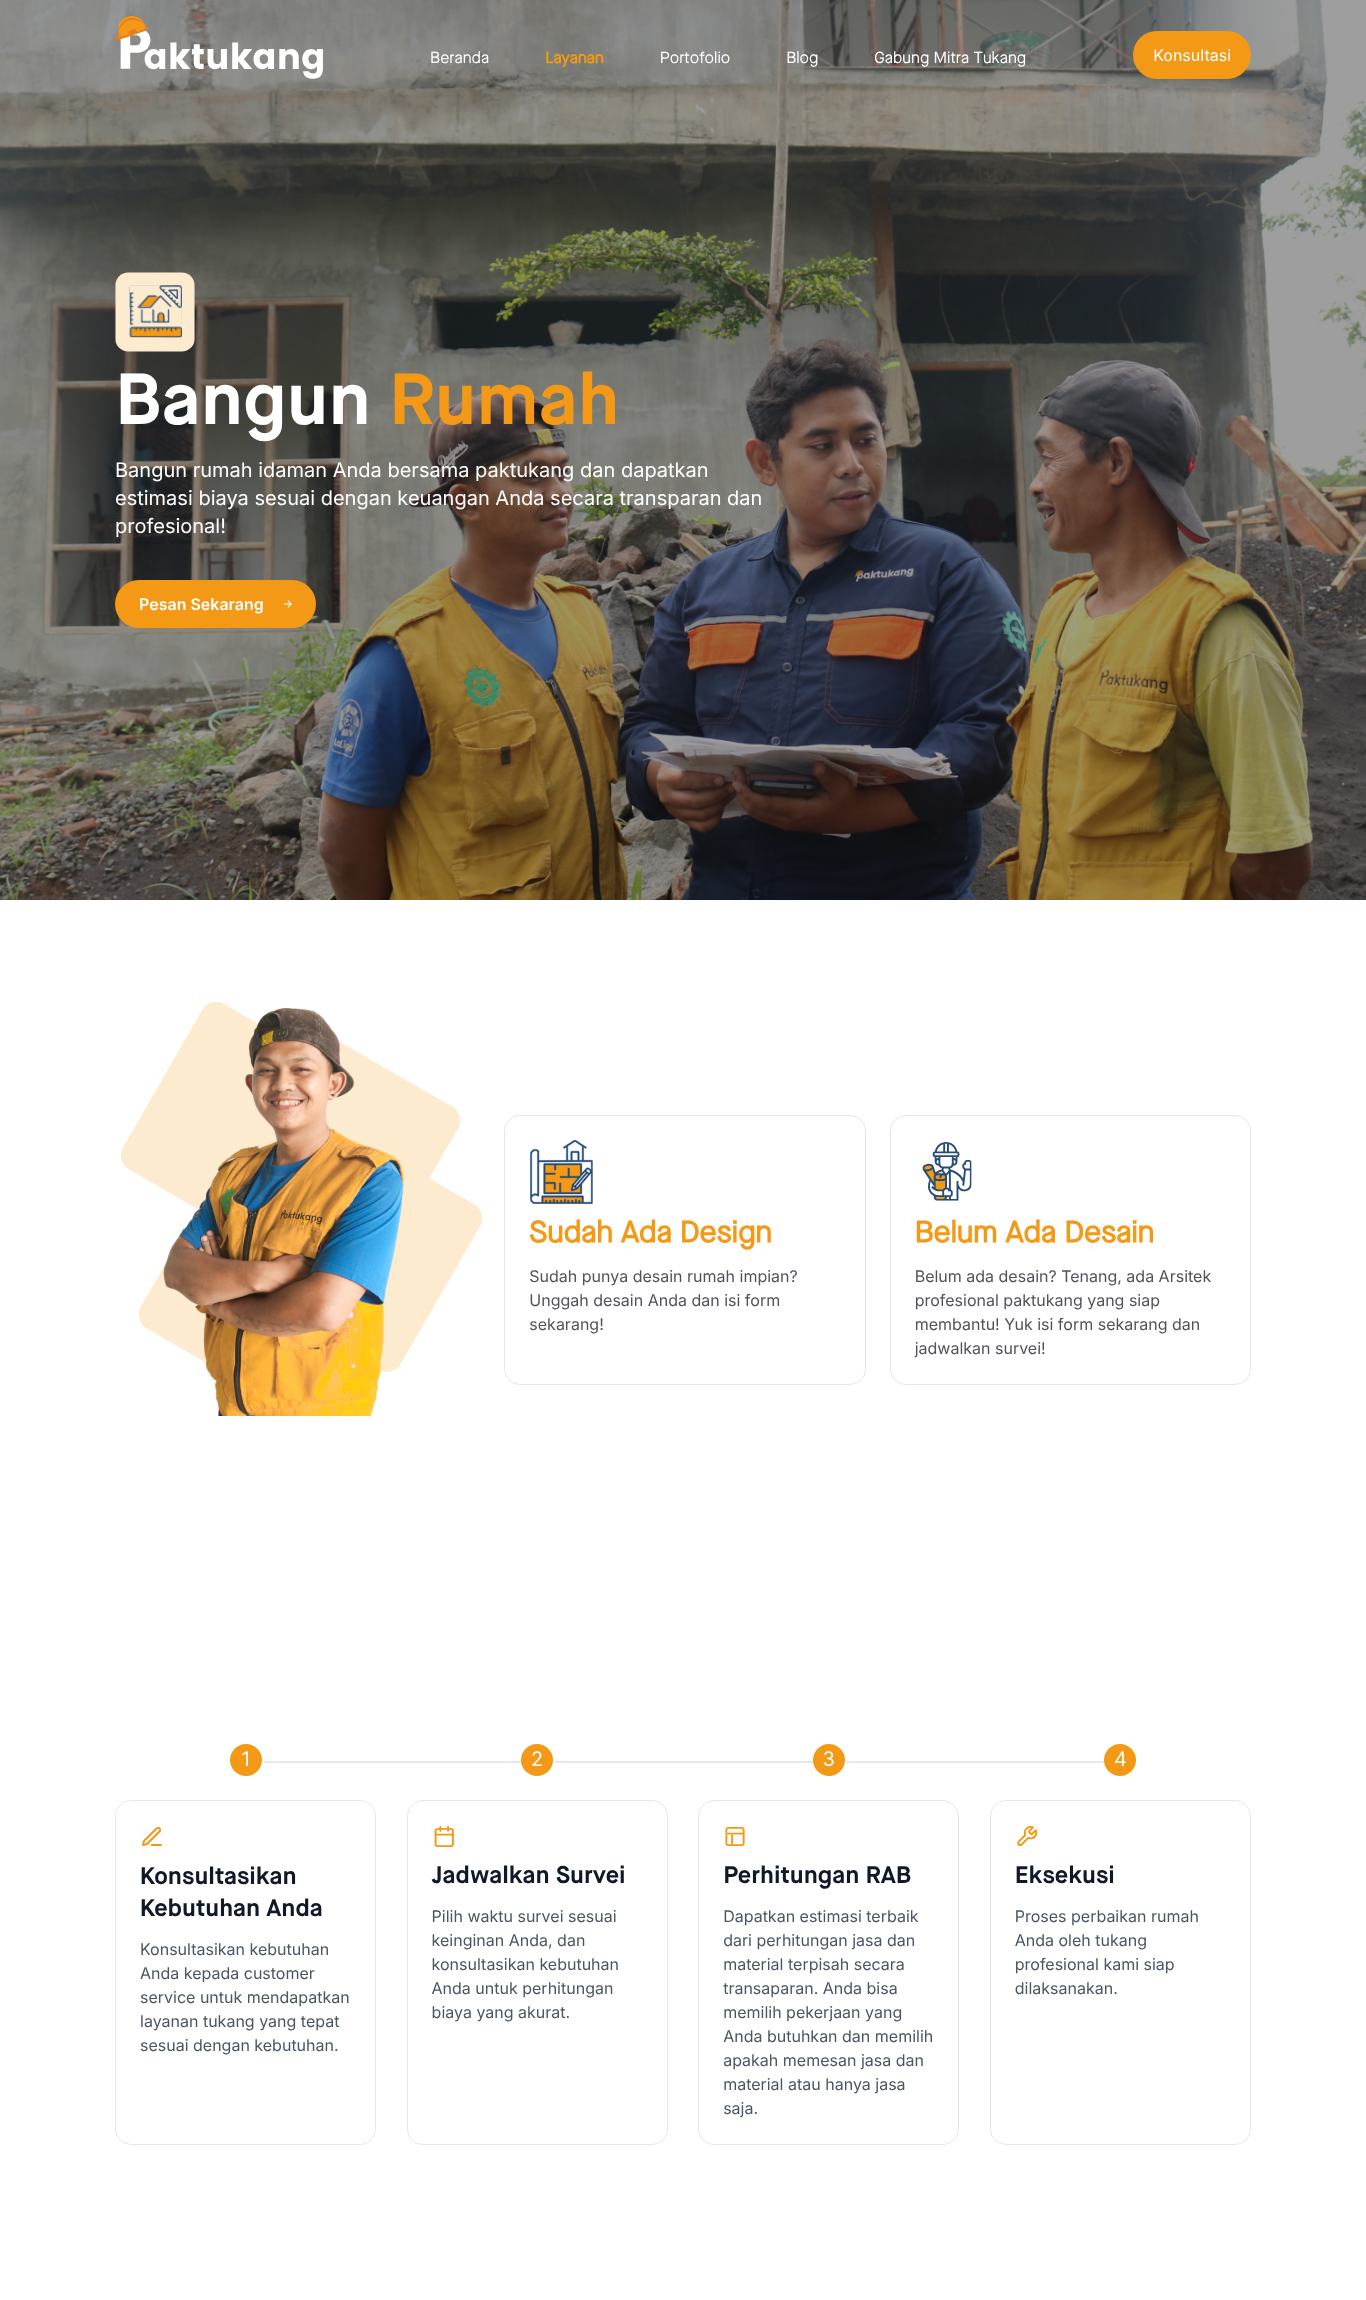 Paktukang
Beranda
Layanan
Portofolio
Blog
Gabung Mitra Tukang
Konsultasi
Bangun Rumah
Bangun rumah idaman Anda bersama paktukang dan dapatkan
estimasi biaya sesuai dengan keuangan Anda secara transparan dan
profesional!
Pesan Sekarang
paktukang
Paktukang
Paktukang
LaLiga
Paktukang
Sudah Ada Design
Sudah punya desain rumah impian?
Unggah desain Anda dan isi form
sekarang!
Belum Ada Desain
Belum ada desain? Tenang, ada Arsitek
profesional paktukang yang siap
membantu! Yuk isi form sekarang dan
jadwalkan survei!
1
2
3
4
Konsultasikan
Kebutuhan Anda
Konsultasikan kebutuhan
Anda kepada customer
service untuk mendapatkan
layanan tukang yang tepat
sesuai dengan kebutuhan.
Jadwalkan Survei
Pilih waktu survei sesuai
keinginan Anda, dan
konsultasikan kebutuhan
Anda untuk perhitungan
biaya yang akurat.
Perhitungan RAB
Dapatkan estimasi terbaik
dari perhitungan jasa dan
material terpisah secara
transaparan. Anda bisa
memilih pekerjaan yang
Anda butuhkan dan memilih
apakah memesan jasa dan
material atau hanya jasa
saja.
Eksekusi
Proses perbaikan rumah
Anda oleh tukang
profesional kami siap
dilaksanakan.